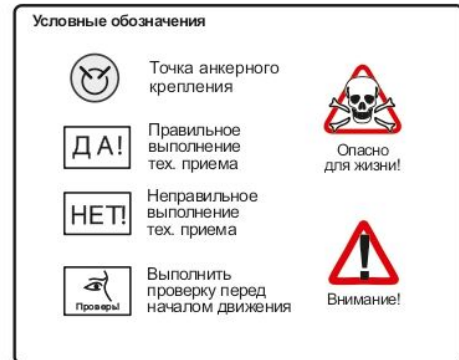 Условные обозначения
Точка анкерного
крепления
ДА!
Правильное
выполнение
тех. приема
НЕТ!
Неправильное
выполнение
тех. приема
Проверь!
Выполнить
проверку перед
началом движения
Опасно
для жизни!
Внимание!